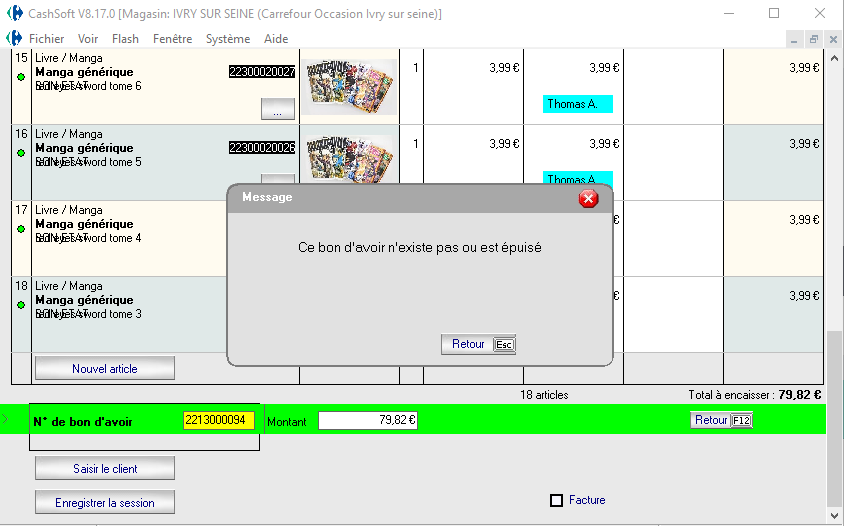 CashSoft V8.17.0 [Magasin: IVRY SUR SEINE (Carrefour Occasion Ivry sur seine)]
Fichier Voir Flash Fenêtre Système Aide
15 Livre / Manga
Manga générique 22300020027 1 3,99 € 3,99 € 3,99 €
sword tome 6
... Thomas A.
16 Livre / Manga
Manga générique 22300020026 1 3,99 € 3,99 € 3,99 €
sword tome 5
Thomas A.
17 Livre / Manga
Manga générique € 3,99 €
sword tome 4
18 Livre / Manga
Manga générique € 3,99 €
sword tome 3
Message
Ce bon d'avoir n'existe pas ou est épuisé
Retour Esc
Nouvel article
18 articles Total à encaisser : 79,82 €
N° de bon d'avoir 2213000094 Montant 79,82 € Retour F12
Saisir le client
Enregistrer la session Facture